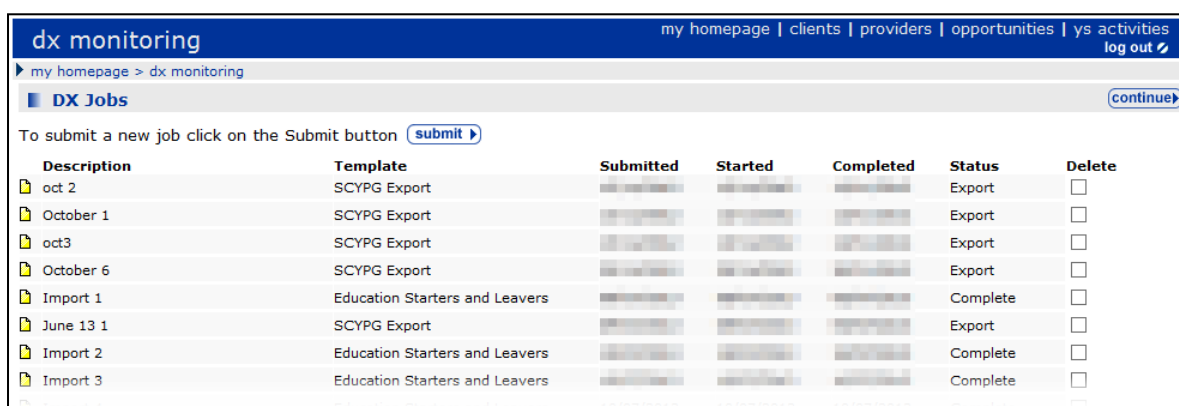 dx monitoring
my homepage | clients | providers | opportunities | ys activities
log out
my homepage > dx monitoring
DX Jobs continue
To submit a new job click on the Submit button submit
Description Template Submitted Started Completed Status Delete
oct 2 SCYPG Export Export
October 1 SCYPG Export Export
oct3 SCYPG Export Export
October 6 SCYPG Export Export
Import 1 Education Starters and Leavers Complete
June 13 1 SCYPG Export Export
Import 2 Education Starters and Leavers Complete
Import 3 Education Starters and Leavers Complete